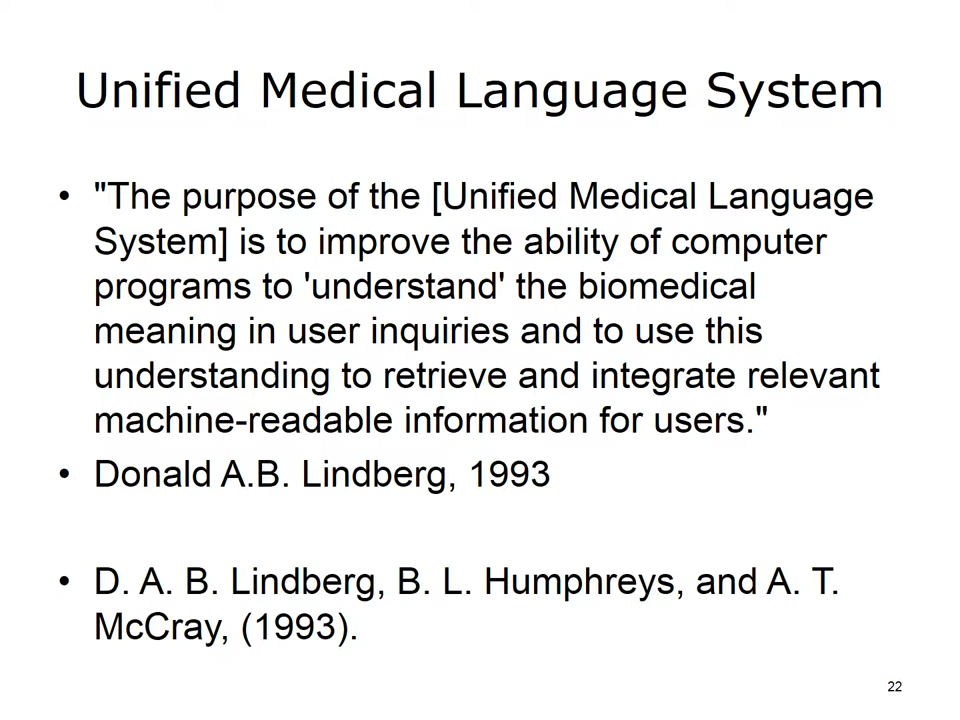 Unified Medical Language System
• "The purpose of the [Unified Medical Language
System] is to improve the ability of computer
programs to 'understand' the biomedical
meaning in user inquiries and to use this
understanding to retrieve and integrate relevant
machine-readable information for users."
• Donald A.B. Lindberg, 1993
• D. A. B. Lindberg, B. L. Humphreys, and A. T.
McCray, (1993).
22